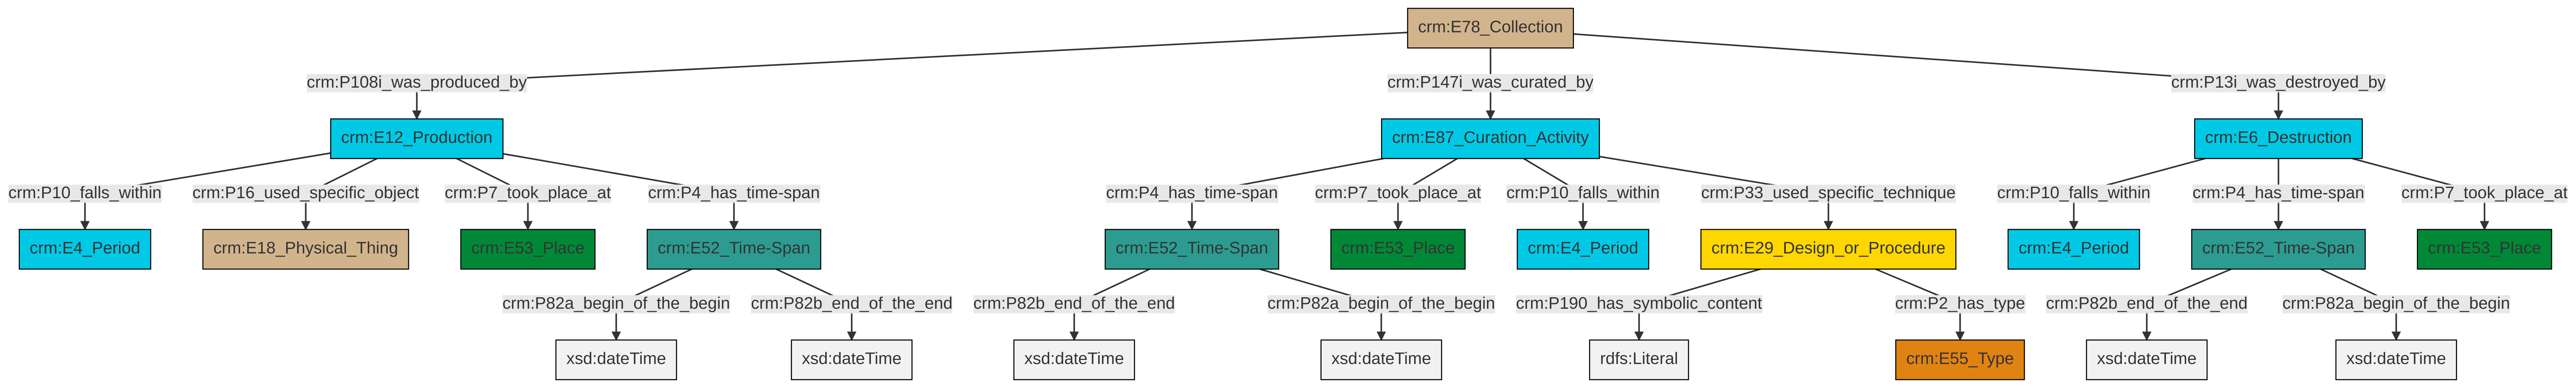 crm:E78_Collection
crm:P108i_was_produced_by
crm:P147i_was_curated_by
crm:P13i_was_destroyed_by
crm:E12_Production
crm:E87_Curation_Activity
crm:E6_Destruction
crm:P10_falls_within
crm:P16_used_specific_object
crm:P7_took_place_at
crm:P4_has_time-span
crm:P4_has_time-span
crm:P7_took_place_at
crm:P10_falls_within
crm:P33_used_specific_technique
crm:P10_falls_within
crm:P4_has_time-span
crm:P7_took_place_at
crm:E4_Period
crm:E18_Physical_Thing
crm:E53_Place
crm:E52_Time-Span
crm:E52_Time-Span
crm:E53_Place
crm:E4_Period
crm:E29_Design_or_Procedure
crm:E4_Period
crm:E52_Time-Span
crm:E53_Place
crm:P82a_begin_of_the_begin
crm:P82b_end_of_the_end
crm:P82b_end_of_the_end
crm:P82a_begin_of_the_begin
crm:P190_has_symbolic_content
crm:P2_has_type
crm:P82b_end_of_the_end
crm:P82a_begin_of_the_begin
xsd:dateTime
xsd:dateTime
xsd:dateTime
xsd:dateTime
rdfs:Literal
crm:E55_Type
xsd:dateTime
xsd:dateTime